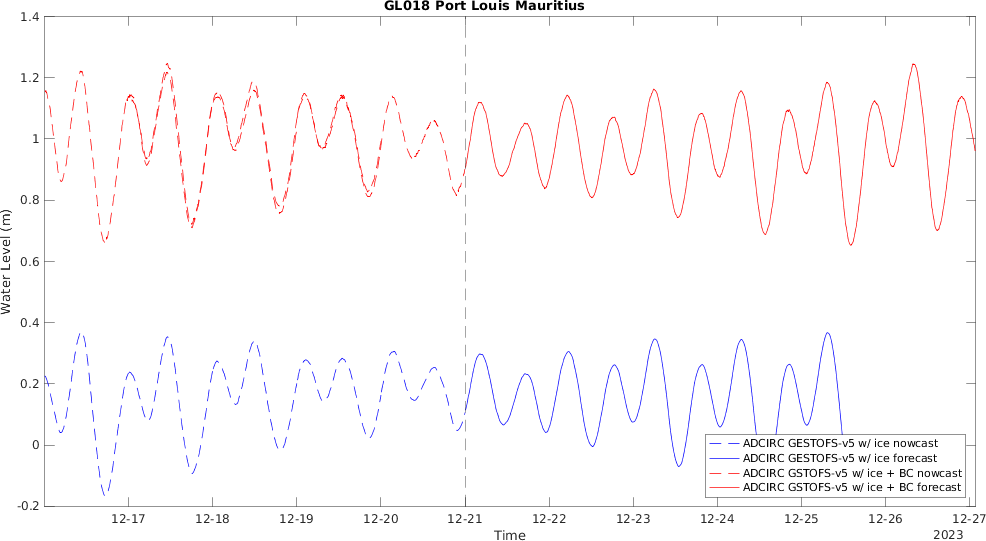 GL018 Port Louis Mauritius
1.4
1.2
1
0.8
0.6
0.4
0.2
0
-0.2
Water Level (m)
ADCIRC GESTOFS-v5 w/ ice nowcast
ADCIRC GESTOFS-v5 w/ ice forecast
ADCIRC GSTOFS-v5 w/ ice + BC nowcast
ADCIRC GSTOFS-v5 w/ ice + BC forecast
12-17 12-18 12-19 12-20 12-21 12-22 12-23 12-24 12-25 12-26 12-27
Time
2023